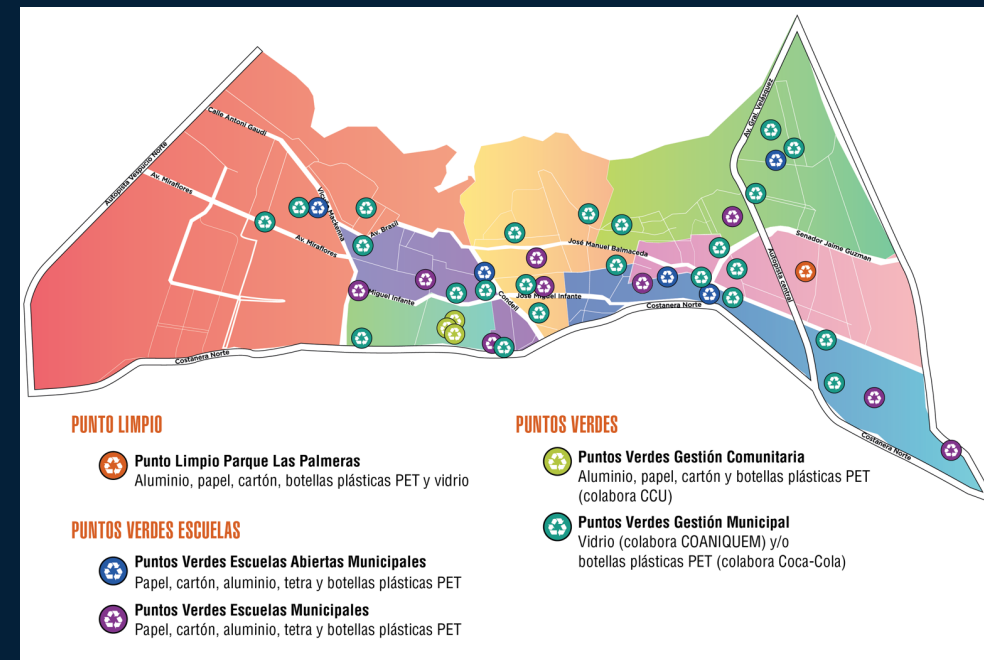 Av. Gral. Velásquez
Calle Antoni Gaudí
Autopista Vespucio Norte
Av. Miraflores
Vicuña Mackenna
Av. Brasil
Av. Miraflores
José Manuel Balmaceda
Senador Jaime Guzman
Autopista central
Miguel Infante
Condell
José Miguel Infante
Costanera Norte
Costanera Norte
Costanera Norte
PUNTO LIMPIO
Punto Limpio Parque Las Palmeras
Aluminio, papel, cartón, botellas plásticas PET y vidrio
PUNTOS VERDES ESCUELAS
Puntos Verdes Escuelas Abiertas Municipales
Papel, cartón, aluminio, tetra y botellas plásticas PET
Puntos Verdes Escuelas Municipales
Papel, cartón, aluminio, tetra y botellas plásticas PET
PUNTOS VERDES
Puntos Verdes Gestión Comunitaria
Aluminio, papel, cartón y botellas plásticas PET
(colabora CCU)
Puntos Verdes Gestión Municipal
Vidrio (colabora COANIQUEM) y/o
botellas plásticas PET (colabora Coca-Cola)